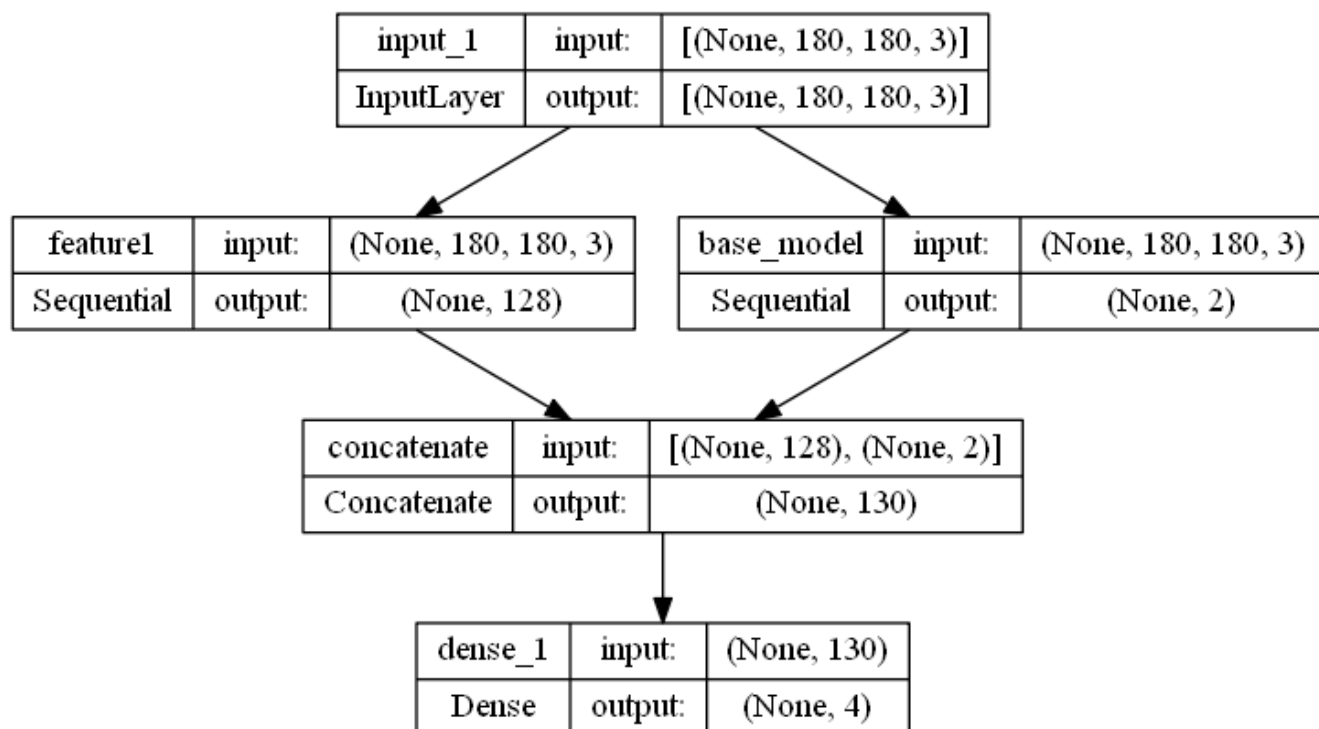 input_1 input: [(None, 180, 180, 3)]
InputLayer output: [(None, 180, 180, 3)]
feature1 input: (None, 180, 180, 3)
Sequential output: (None, 128)
base_model input: (None, 180, 180, 3)
Sequential output: (None, 2)
concatenate input: [(None, 128), (None, 2)]
Concatenate output: (None, 130)
dense_1 input: (None, 130)
Dense output: (None, 4)